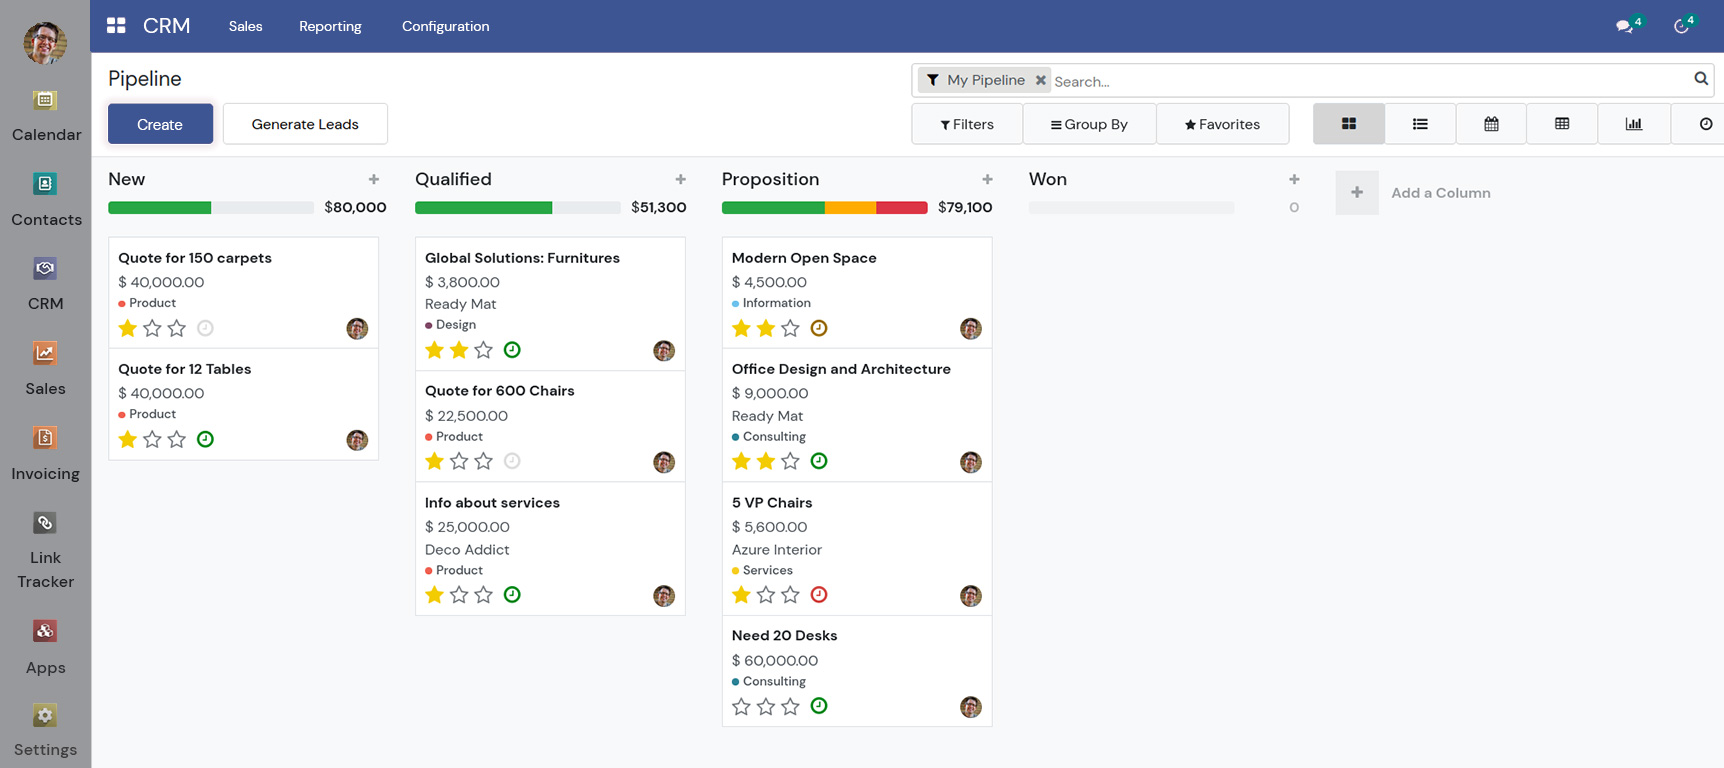 CRM
Sales
Reporting
Configuration
4
4
Calendar
Contacts
CRM
Sales
Invoicing
Link
Tracker
Apps
Settings
Pipeline
My Pipeline
Search...
Create
Generate Leads
Filters
Group By
Favorites
New
$80,000
Quote for 150 carpets
$ 40,000.00
Product
Quote for 12 Tables
$ 40,000.00
Product
Qualified
$51,300
Global Solutions: Furnitures
$ 3,800.00
Ready Mat
Design
Quote for 600 Chairs
$ 22,500.00
Product
Info about services
$ 25,000.00
Deco Addict
Product
Proposition
$79,100
Modern Open Space
$ 4,500.00
Information
Office Design and Architecture
$ 9,000.00
Ready Mat
Consulting
5 VP Chairs
$ 5,600.00
Azure Interior
Services
Need 20 Desks
$ 60,000.00
Consulting
Won
0
Add a Column